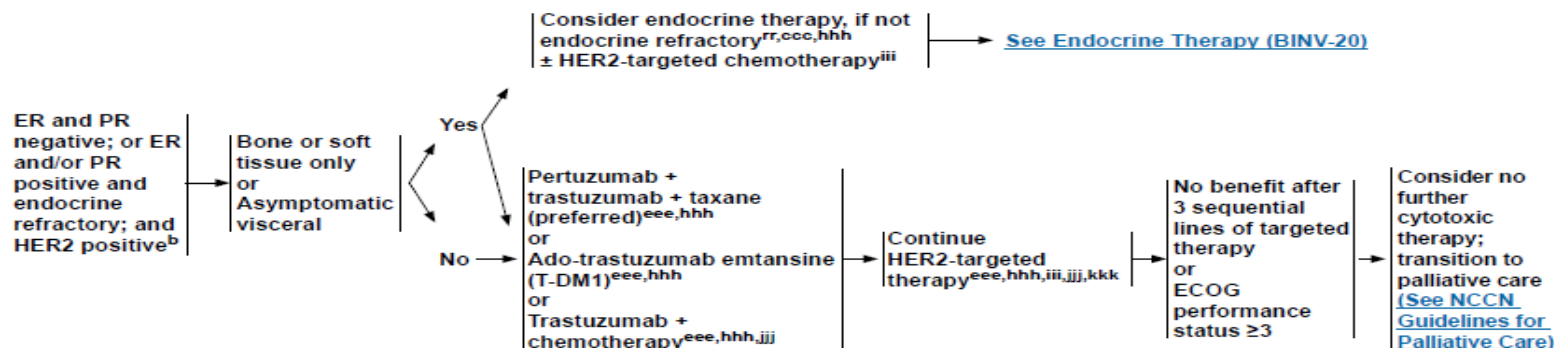 ER and PR
negative; or ER
and/or PR
positive and
endocrine
refractory; and
HER2 positiveb
Bone or soft
tissue only
or
Asymptomatic
visceral
Yes
Consider endocrine therapy, if not
endocrine refractoryrr,ccc,hhh
± HER2-targeted chemotherapyiii
See Endocrine Therapy (BINV-20)
No
Pertuzumab +
trastuzumab + taxane
(preferred)eee,hhh
or
Ado-trastuzumab emtansine
(T-DM1)eee,hhh
or
Trastuzumab +
chemotherapyeee,hhh,jjj
Continue
HER2-targeted
therapyeee,hhh,iii,jjj,kkk
No benefit after
3 sequential
lines of targeted
therapy
or
ECOG
performance
status ≥3
Consider no
further
cytotoxic
therapy;
transition to
palliative care
(See NCCN
Guidelines for
Palliative Care)